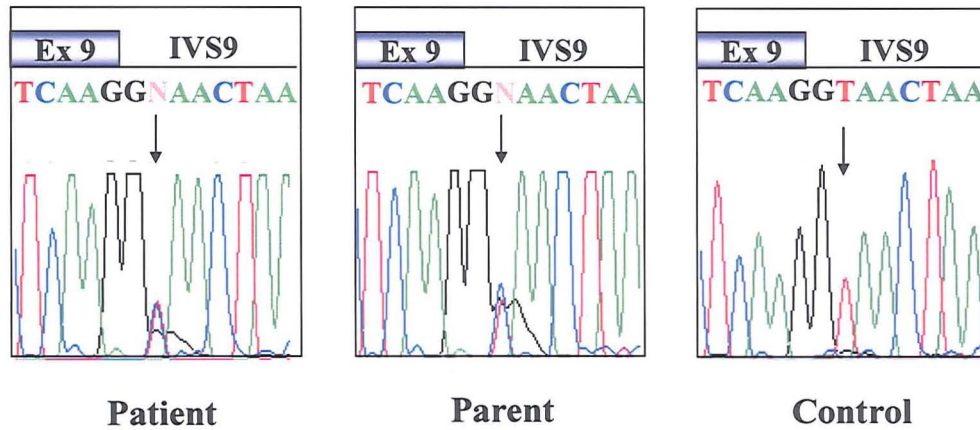 Ex 9 IVS9
TCAAGGNAACTAA
Patient
Ex 9 IVS9
TCAAGGNAACTAA
Parent
Ex 9 IVS9
TCAAGGTAACTAA
Control